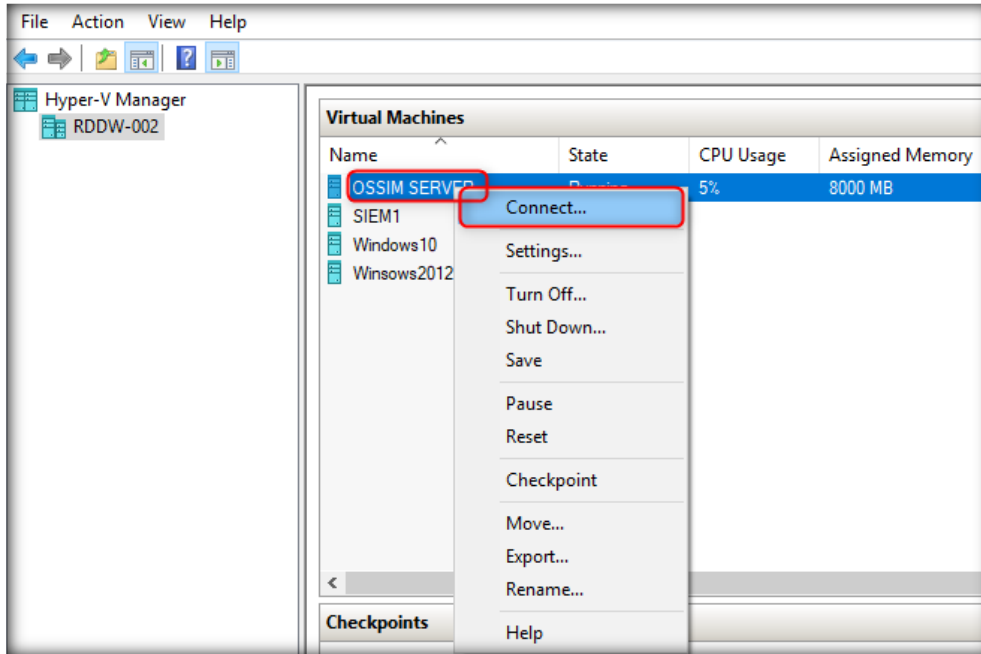 File Action View Help
Hyper-V Manager
RDDW-002
Virtual Machines
Name State CPU Usage Assigned Memory
OSSIM SERVER Running 5% 8000 MB
SIEM1
Windows10
Winsows2012
Connect...
Settings...
Turn Off...
Shut Down...
Save
Pause
Reset
Checkpoint
Move...
Export...
Rename...
Help
Checkpoints